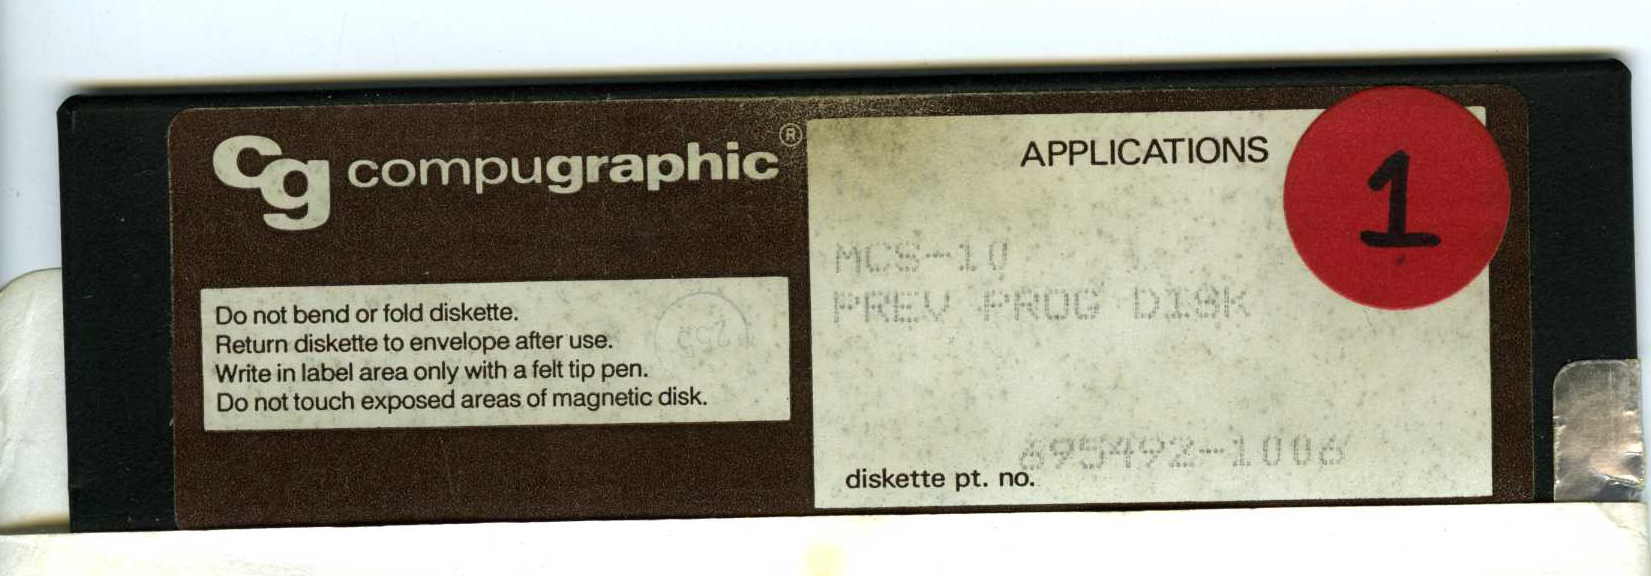 cg compugraphic®
Do not bend or fold diskette.
Return diskette to envelope after use.
Write in label area only with a felt tip pen.
Do not touch exposed areas of magnetic disk.
APPLICATIONS
1
MCS-10
PREV PROG DISK
695492-1006
diskette pt. no.